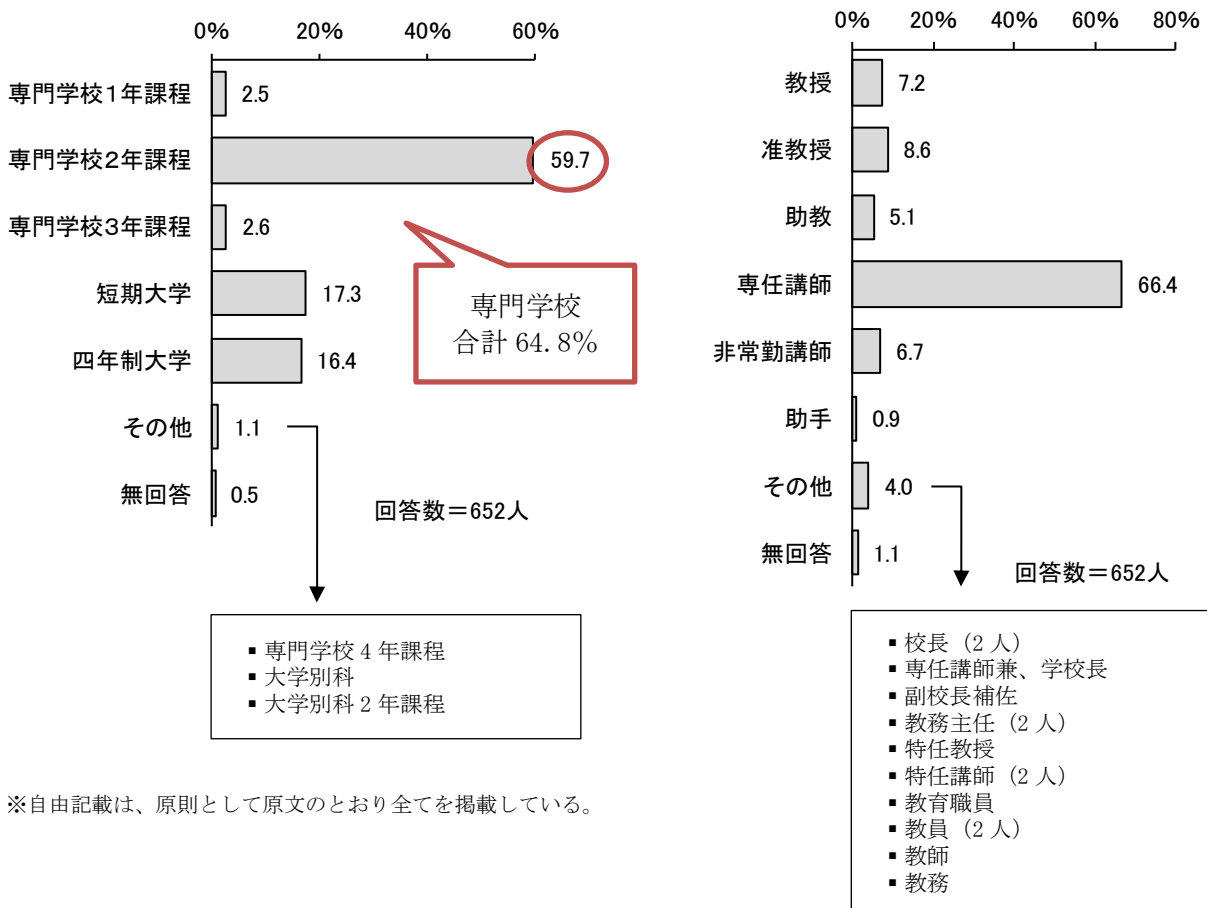 0% 20% 40% 60%
専門学校1年課程 2.5
専門学校2年課程 59.7
専門学校3年課程 2.6
短期大学 17.3
四年制大学 16.4
その他 1.1
無回答 0.5
専門学校
合計 64.8%
回答数=652人
▪ 専門学校 4 年課程
▪ 大学別科
▪ 大学別科 2 年課程
※自由記載は、原則として原文のとおり全てを掲載している。
0% 20% 40% 60% 80%
教授 7.2
准教授 8.6
助教 5.1
専任講師 66.4
非常勤講師 6.7
助手 0.9
その他 4.0
無回答 1.1
回答数=652人
▪ 校長(2 人)
▪ 専任講師兼、学校長
▪ 副校長補佐
▪ 教務主任(2 人)
▪ 特任教授
▪ 特任講師(2 人)
▪ 教育職員
▪ 教員(2 人)
▪ 教師
▪ 教務